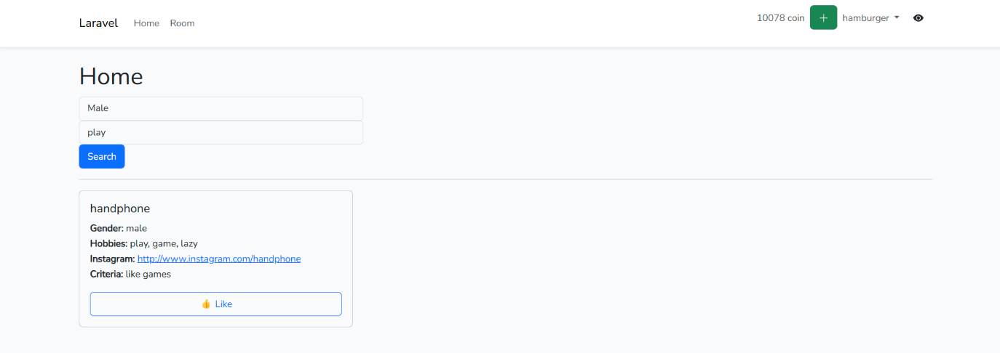 Laravel Home Room 10078 coin + hamburger
Home
Male
play
Search
handphone
Gender: male
Hobbies: play, game, lazy
Instagram: http://www.instagram.com/handphone
Criteria: like games
👍 Like